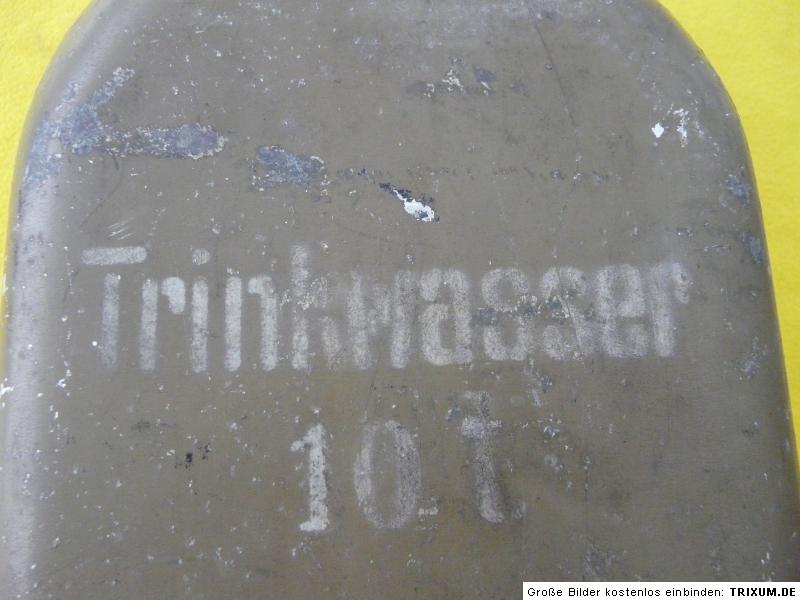 Trinkwasser
10 t
Große Bilder kostenlos einbinden: TRIXUM.DE